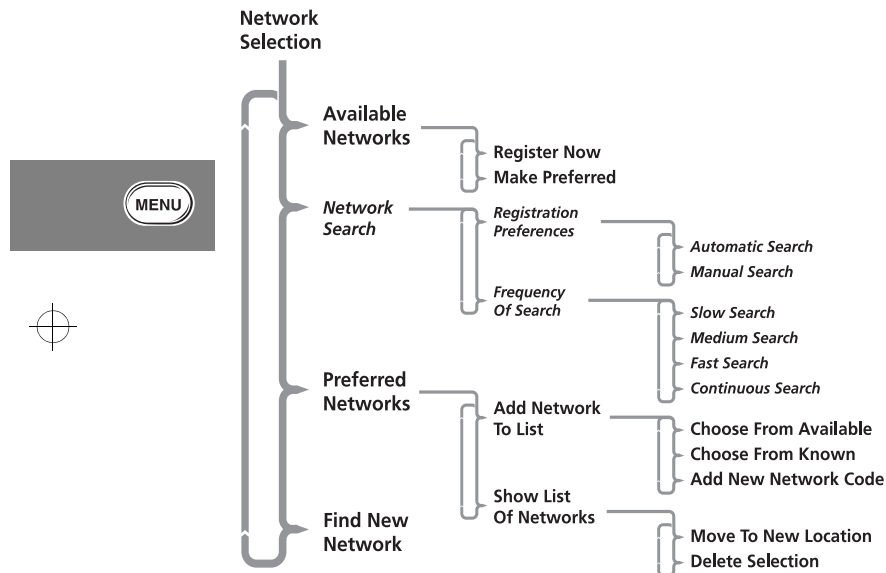 Network
Selection
Available
Networks
Register Now
Make Preferred
MENU
Network
Search
Registration
Preferences
Automatic Search
Manual Search
Frequency
Of Search
Slow Search
Medium Search
Fast Search
Continuous Search
Preferred
Networks
Add Network
To List
Choose From Available
Choose From Known
Add New Network Code
Show List
Of Networks
Move To New Location
Delete Selection
Find New
Network